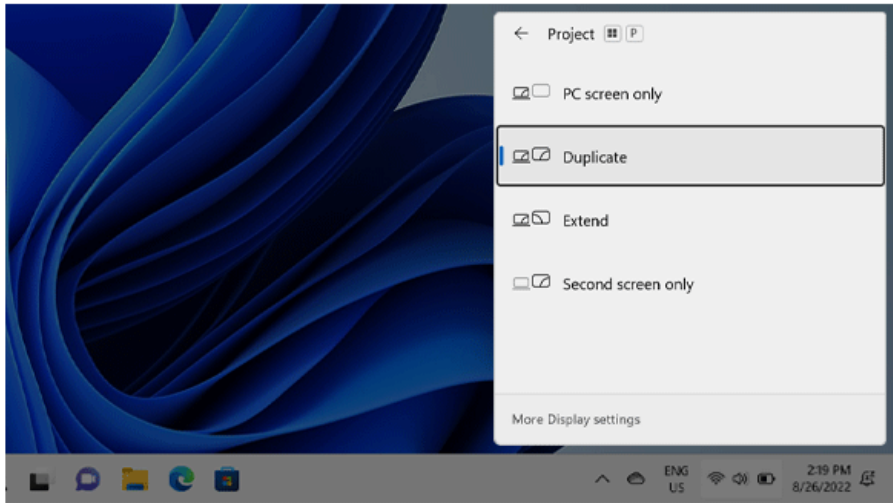 Project P
PC screen only
Duplicate
Extend
Second screen only
More Display settings
ENG
US
2:19 PM
8/26/2022